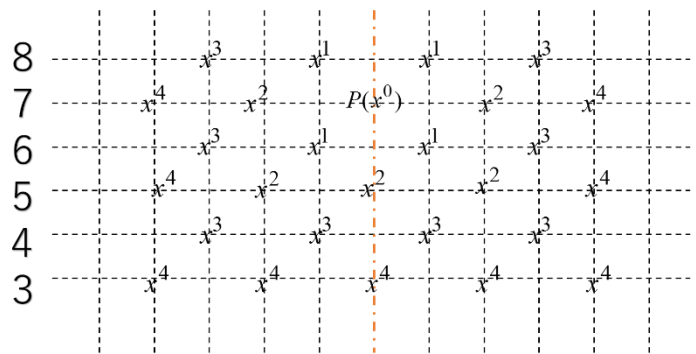 8 x³ x¹ x¹ x³
7 x⁴ x² P(x⁰) x² x⁴
6 x³ x¹ x¹ x³
5 x⁴ x² x² x² x⁴
4 x³ x³ x³ x³
3 x⁴ x⁴ x⁴ x⁴ x⁴